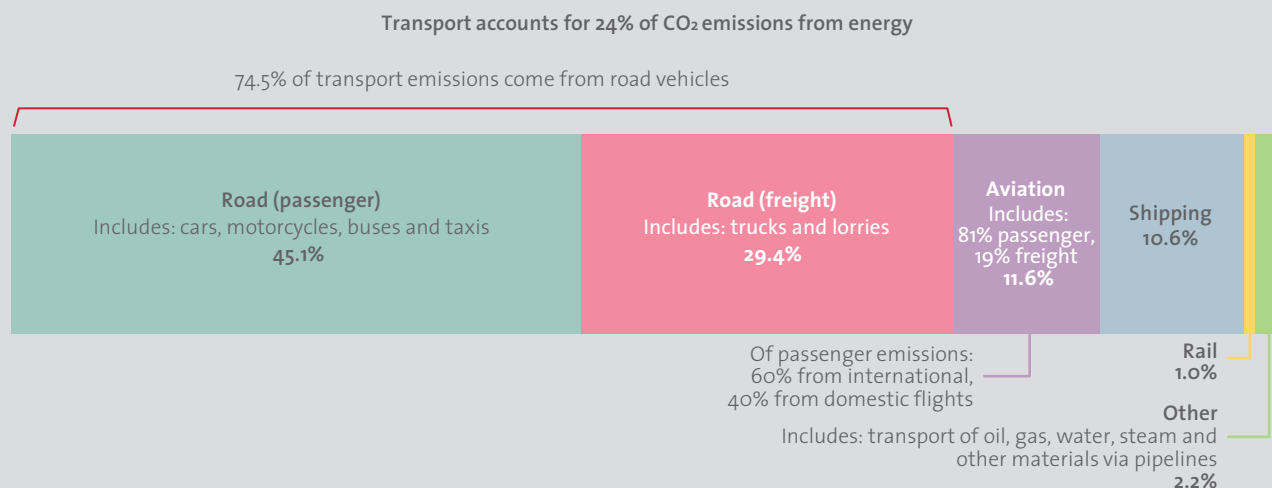 Transport accounts for 24% of CO₂ emissions from energy
74.5% of transport emissions come from road vehicles
Road (passenger)
Includes: cars, motorcycles, buses and taxis
45.1%
Road (freight)
Includes: trucks and lorries
29.4%
Aviation
Includes:
81% passenger,
19% freight
11.6%
Shipping
10.6%
Of passenger emissions:
60% from international,
40% from domestic flights
Rail
1.0%
Other
Includes: transport of oil, gas, water, steam and
other materials via pipelines
2.2%